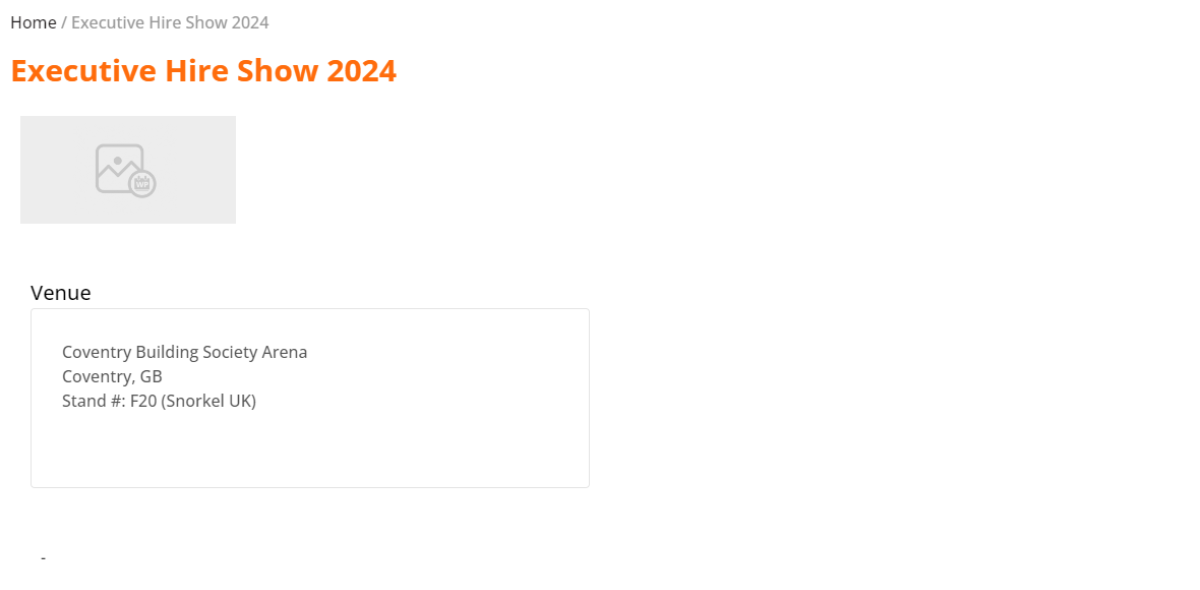 Home / Executive Hire Show 2024
Executive Hire Show 2024
WP
Venue
Coventry Building Society Arena
Coventry, GB
Stand #: F20 (Snorkel UK)
-